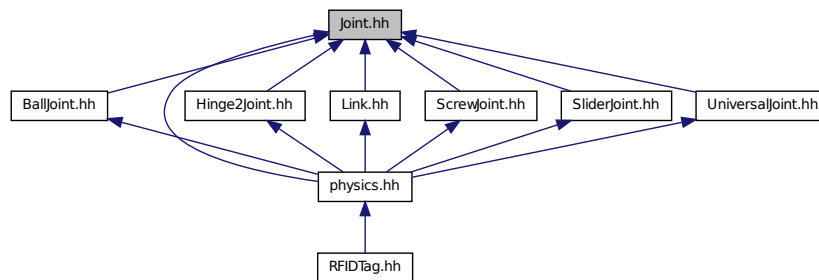 Joint.hh
BallJoint.hh
Hinge2Joint.hh
Link.hh
ScrewJoint.hh
SliderJoint.hh
UniversalJoint.hh
physics.hh
RFIDTag.hh